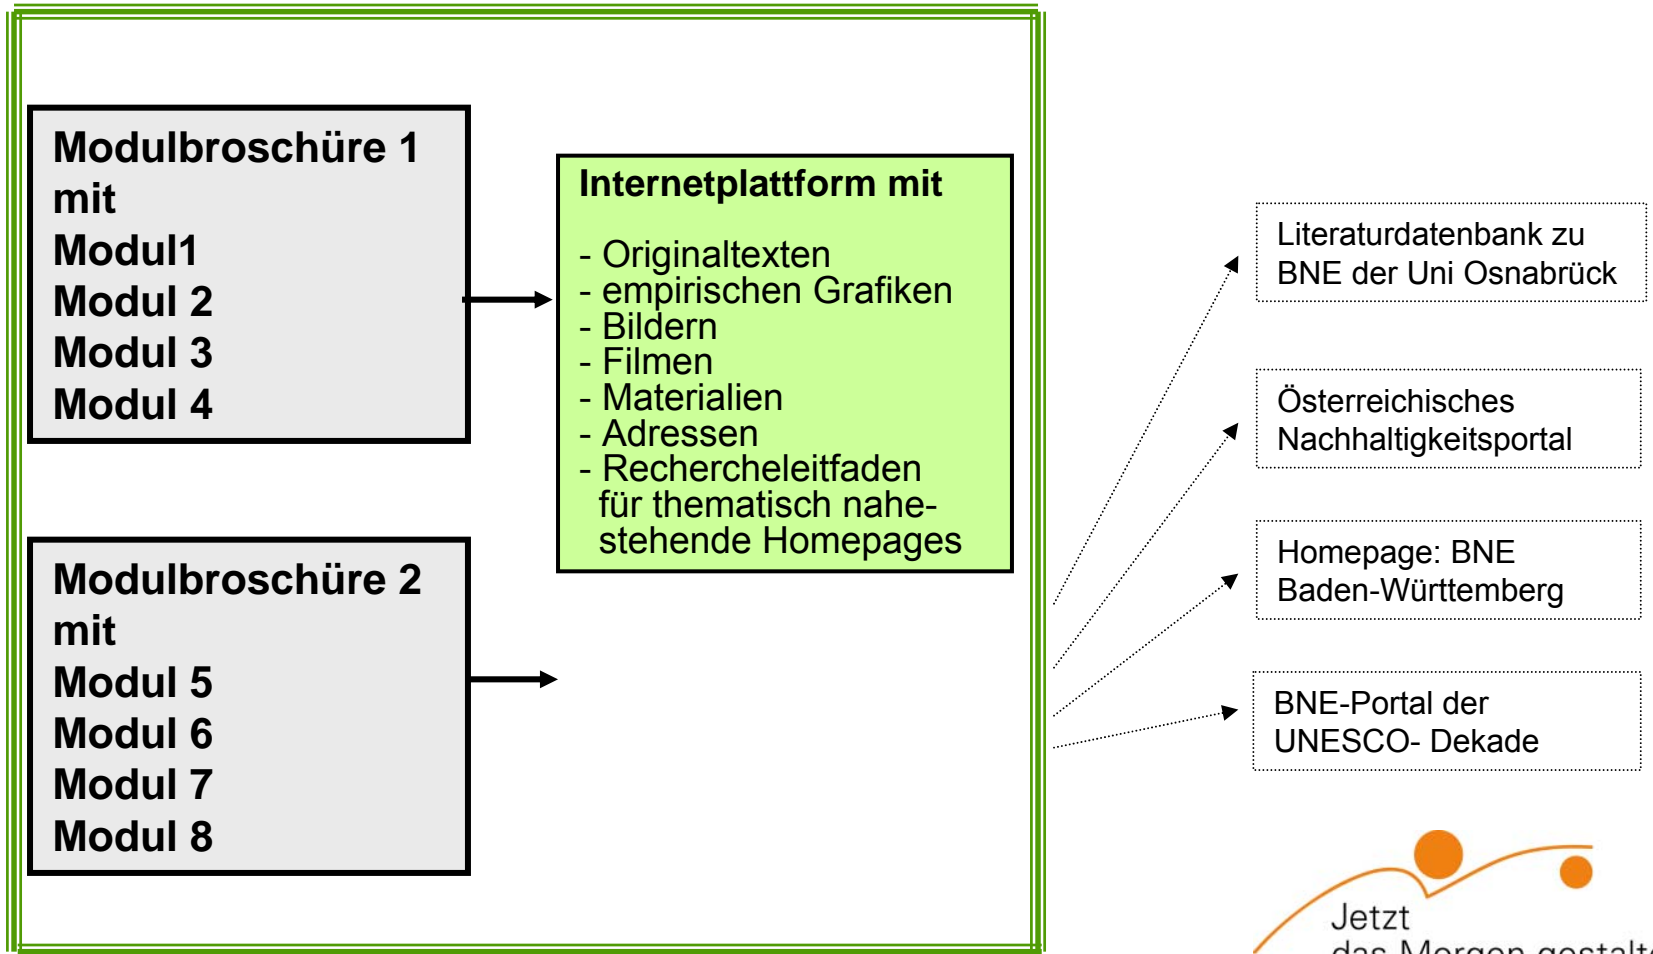 Modulbroschüre 1
mit
Modul1
Modul 2
Modul 3
Modul 4
Modulbroschüre 2
mit
Modul 5
Modul 6
Modul 7
Modul 8
Internetplattform mit
- Originaltexten
- empirischen Grafiken
- Bildern
- Filmen
- Materialien
- Adressen
- Rechercheleitfaden
für thematisch nahe-
stehende Homepages
Literaturdatenbank zu
BNE der Uni Osnabrück
Österreichisches
Nachhaltigkeitsportal
Homepage: BNE
Baden-Württemberg
BNE-Portal der
UNESCO- Dekade
Jetzt
das Morgen